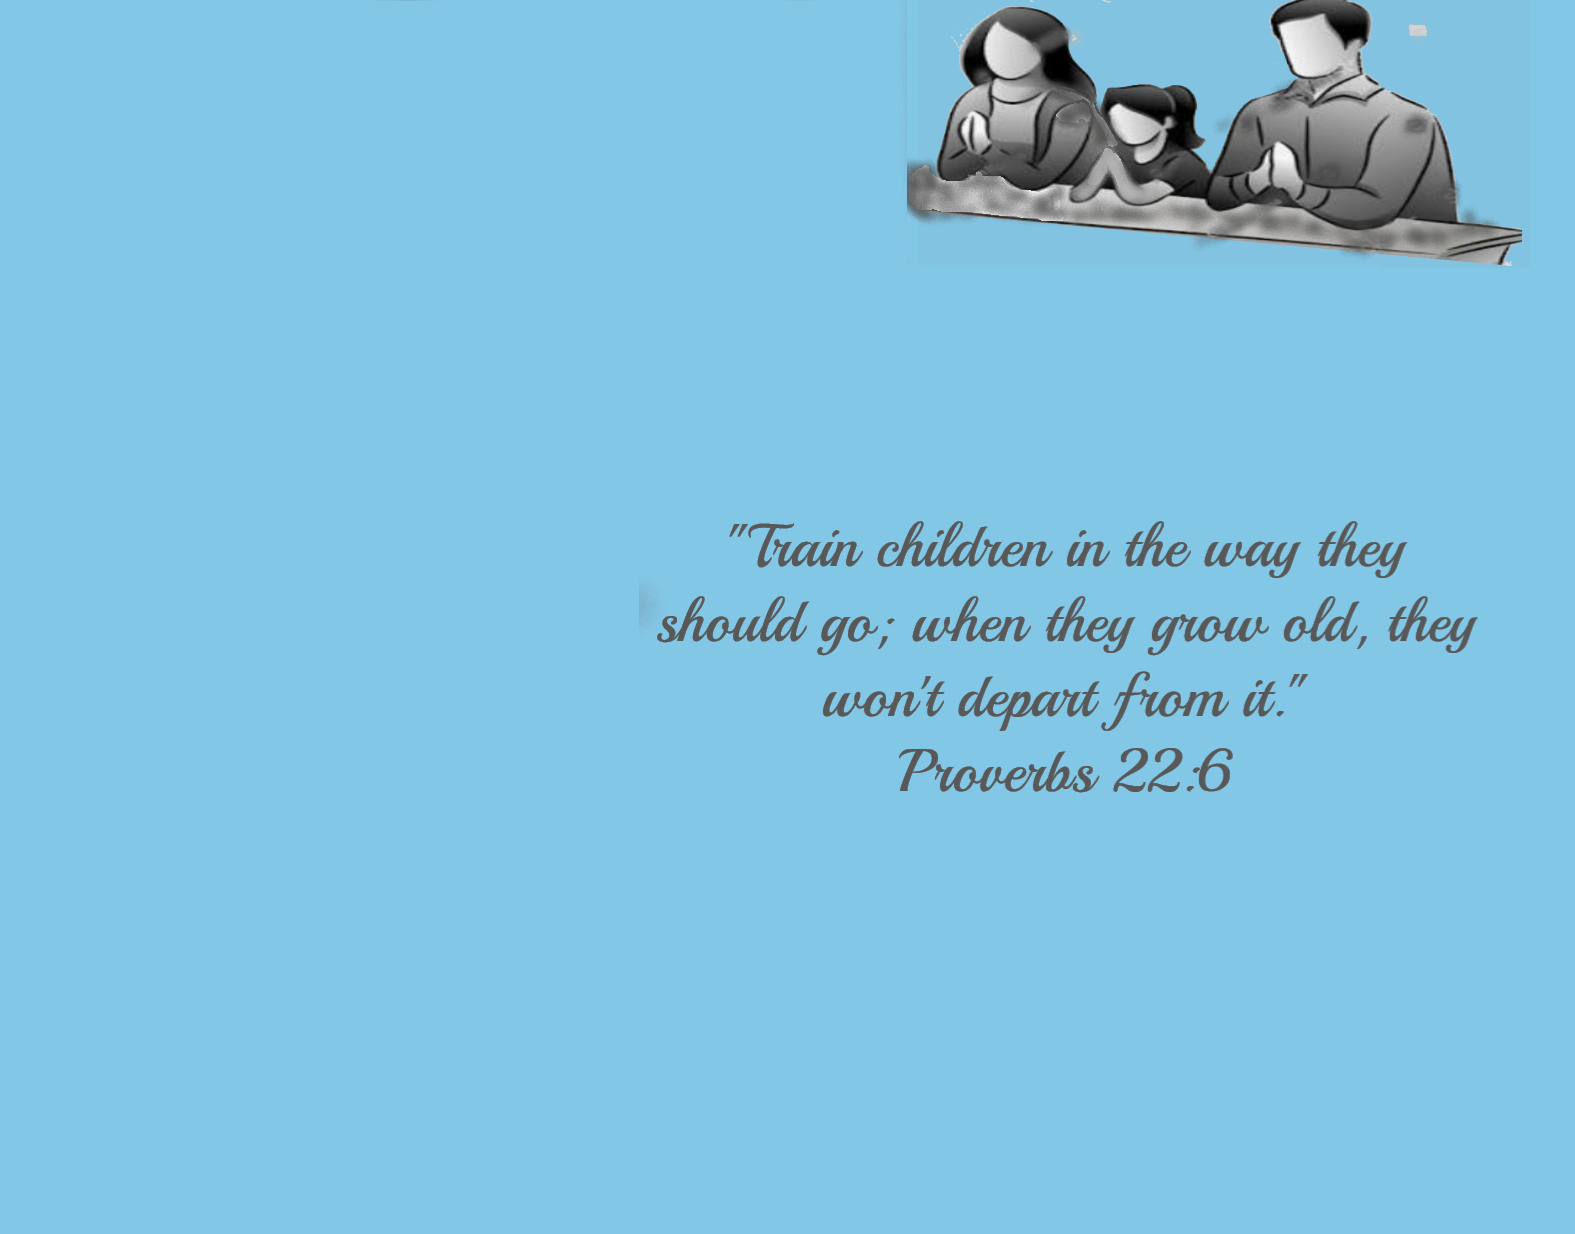 "Train children in the way they
should go; when they grow old, they
won't depart from it."
Proverbs 22:6